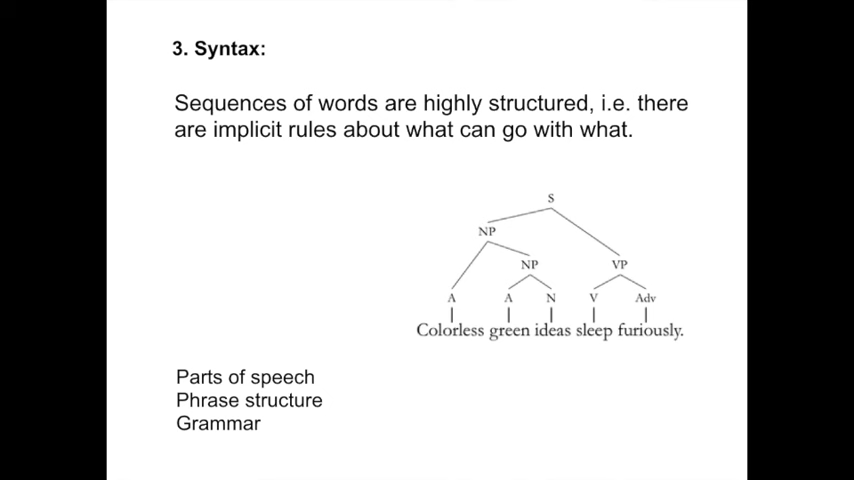 3. Syntax:
Sequences of words are highly structured, i.e. there
are implicit rules about what can go with what.
S
NP
NP VP
A A N V Adv
Colorless green ideas sleep furiously.
Parts of speech
Phrase structure
Grammar